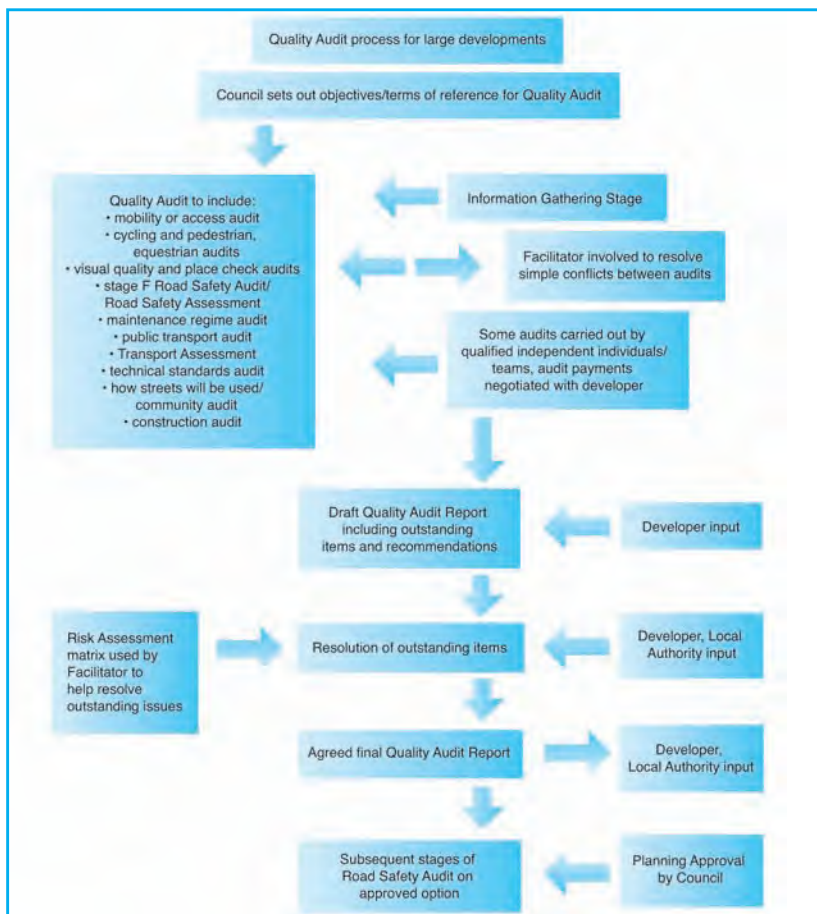 Quality Audit process for large developments
Council sets out objectives/terms of reference for Quality Audit
Quality Audit to include:
• mobility or access audit
• cycling and pedestrian,
equestrian audits
• visual quality and place check audits
• stage F Road Safety Audit/
Road Safety Assessment
• maintenance regime audit
• public transport audit
• Transport Assessment
• technical standards audit
• how streets will be used/
community audit
• construction audit
Information Gathering Stage
Facilitator involved to resolve
simple conflicts between audits
Some audits carried out by
qualified independent individuals/
teams, audit payments
negotiated with developer
Draft Quality Audit Report
including outstanding
items and recommendations
Developer input
Risk Assessment
matrix used by
Facilitator to
help resolve
outstanding issues
Resolution of outstanding items
Developer, Local
Authority input
Agreed final Quality Audit Report
Developer,
Local Authority input
Subsequent stages of
Road Safety Audit on
approved option
Planning Approval
by Council